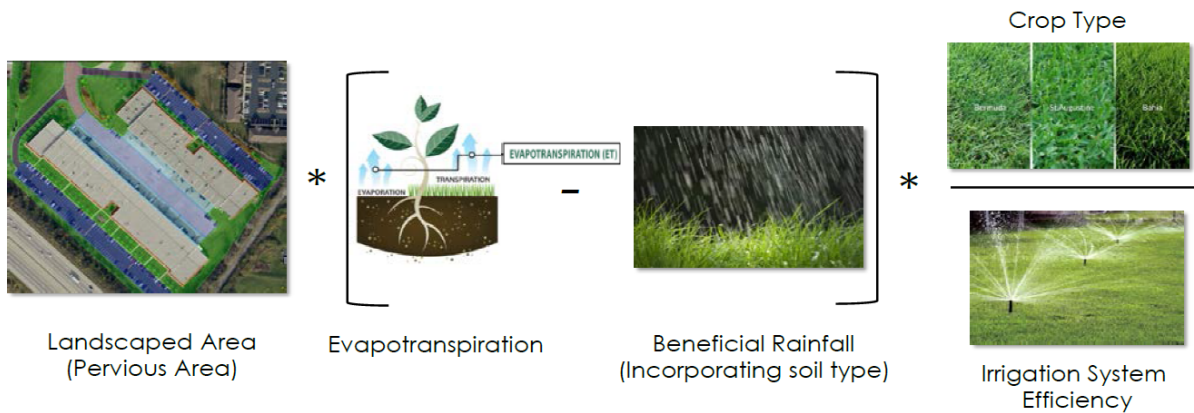 Crop Type
Bermuda
St.Augustine
Bahia
*
[
EVAPOTRANSPIRATION (ET)
TRANSPIRATION
EVAPORATION
-
]
*
Landscaped Area
(Pervious Area)
Evapotranspiration
Beneficial Rainfall
(Incorporating soil type)
Irrigation System
Efficiency